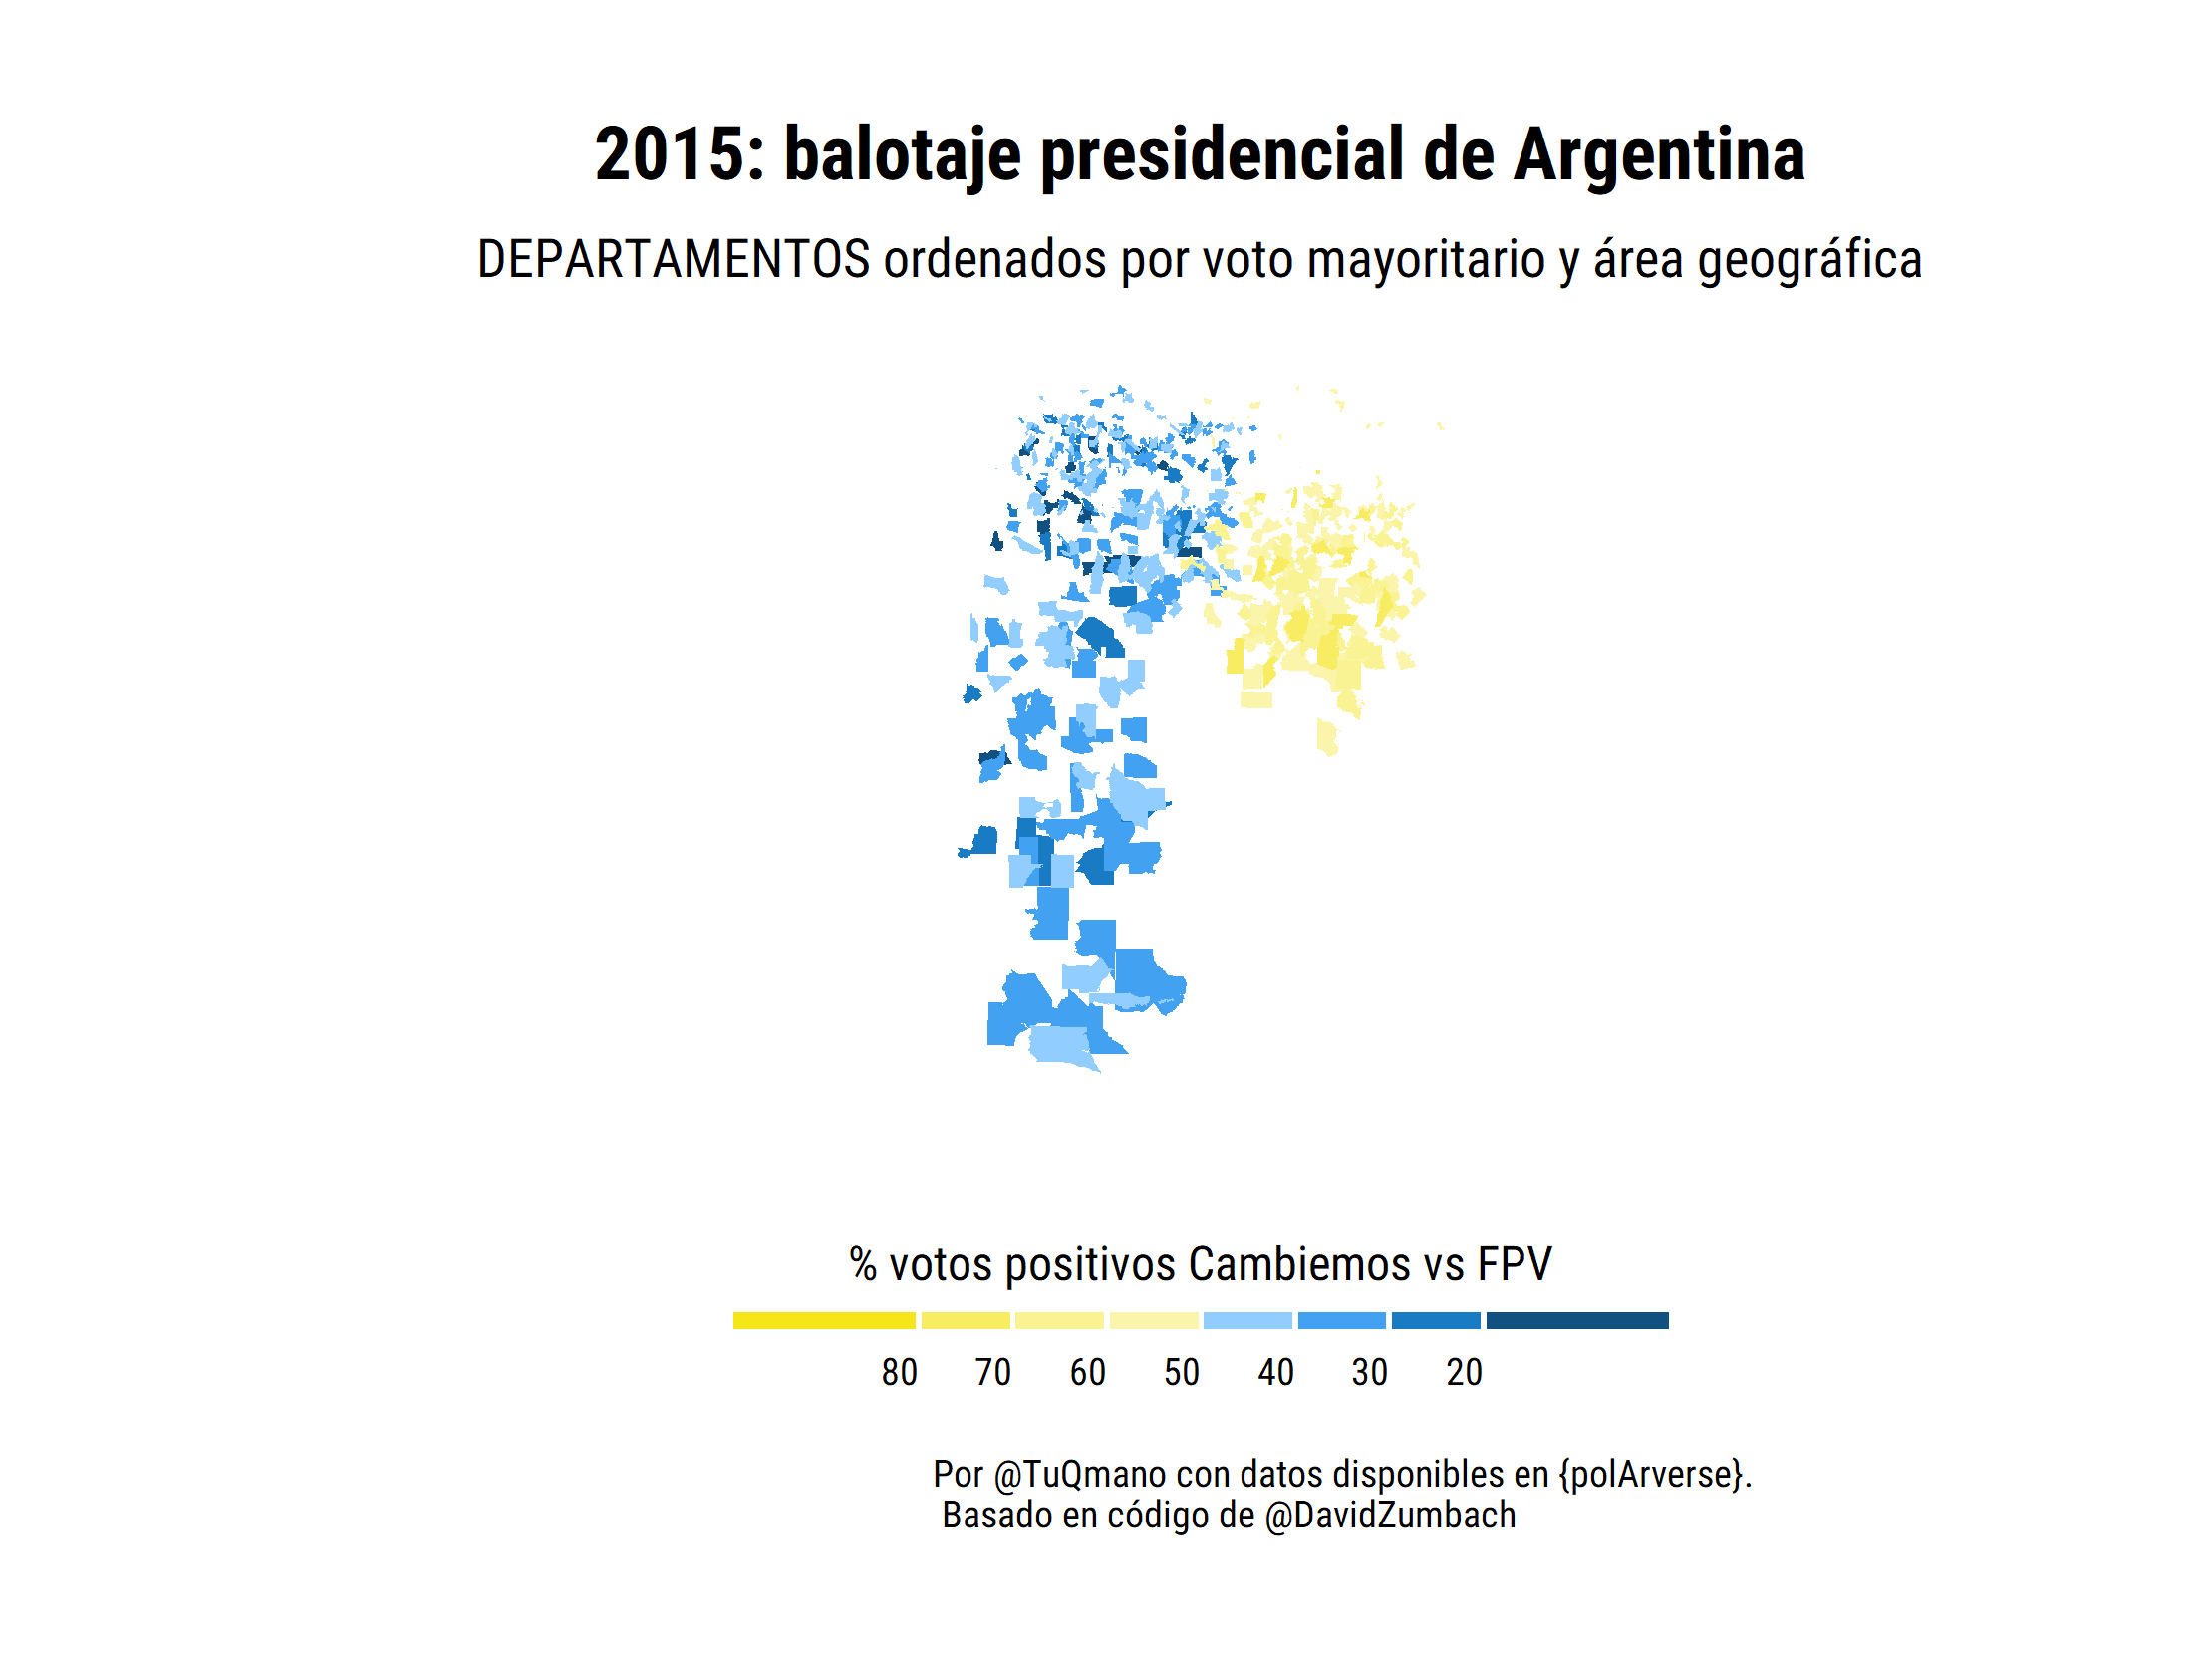 2015: balotaje presidencial de Argentina
DEPARTAMENTOS ordenados por voto mayoritario y área geográfica
% votos positivos Cambiemos vs FPV
80 70 60 50 40 30 20
Por @TuQmano con datos disponibles en {polArverse}.
Basado en código de @DavidZumbach